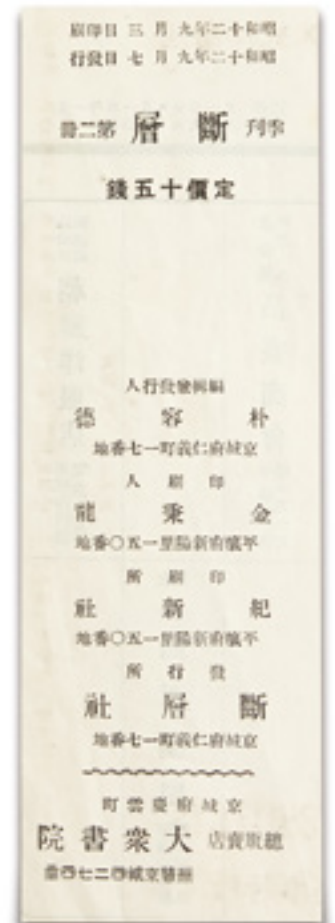 昭和十二年九月三日印刷
昭和十二年九月七日發行
季刊 斷層 第二冊
定價十五錢
編輯兼發行人
朴容德
京城府仁義町一七番地
印刷人
金秉龍
平壤府新陽里一五〇番地
印刷所
紀新社
平壤府新陽里一五〇番地
發行所
斷層社
京城府仁義町一七番地
京城府慶雲町
總販賣店 大衆書院
振替京城四二七四番